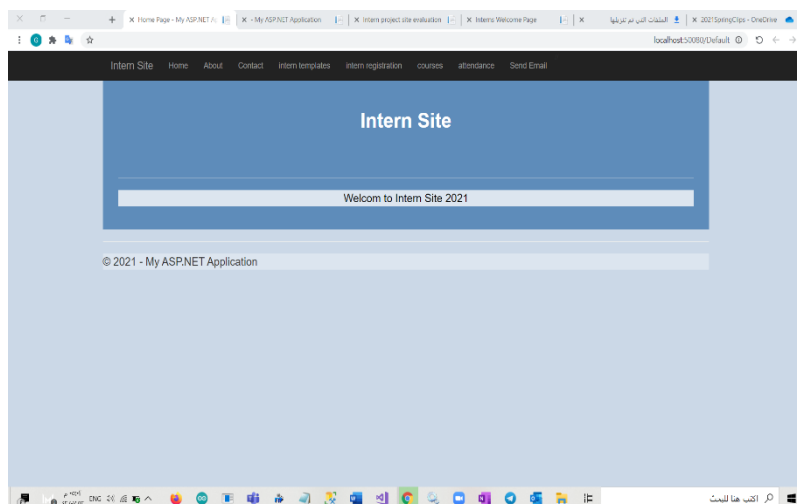 2021SpringClips - OneDrive
الملفات التي تم تنزيلها
Interns Welcome Page
Intern project site evaluation
- My ASP.NET Application
Home Page - My ASP.NET
localhost:50080/Default
Intern Site Home About Contact intern templates intern registration courses attendance Send Email
Intern Site
Welcom to Intern Site 2021
© 2021 - My ASP.NET Application
اكتب هنا للبحث
ENG